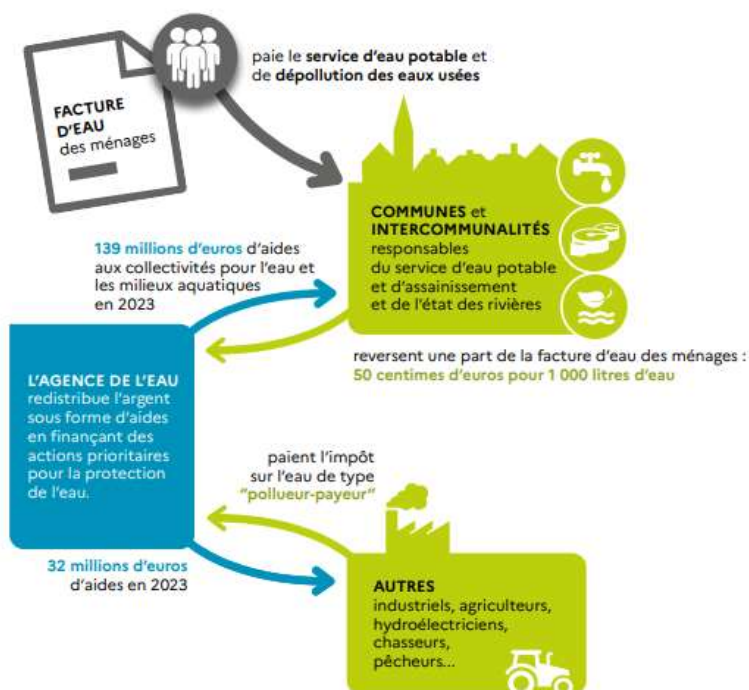 FACTURE
D'EAU
des ménages
paie le service d'eau potable et
de dépollution des eaux usées
COMMUNES et
INTERCOMMUNALITÉS
responsables
du service d'eau potable
et d'assainissement
et de l'état des rivières
139 millions d'euros d'aides
aux collectivités pour l'eau et
les milieux aquatiques
en 2023
reversent une part de la facture d'eau des ménages :
50 centimes d'euros pour 1 000 litres d'eau
L'AGENCE DE L'EAU
redistribue l'argent
sous forme d'aides
en finançant des
actions prioritaires
pour la protection
de l'eau.
paient l'impôt
sur l'eau de type
"pollueur-payeur"
32 millions d'euros
d'aides en 2023
AUTRES
industriels, agriculteurs,
hydroélectriciens,
chasseurs,
pêcheurs...